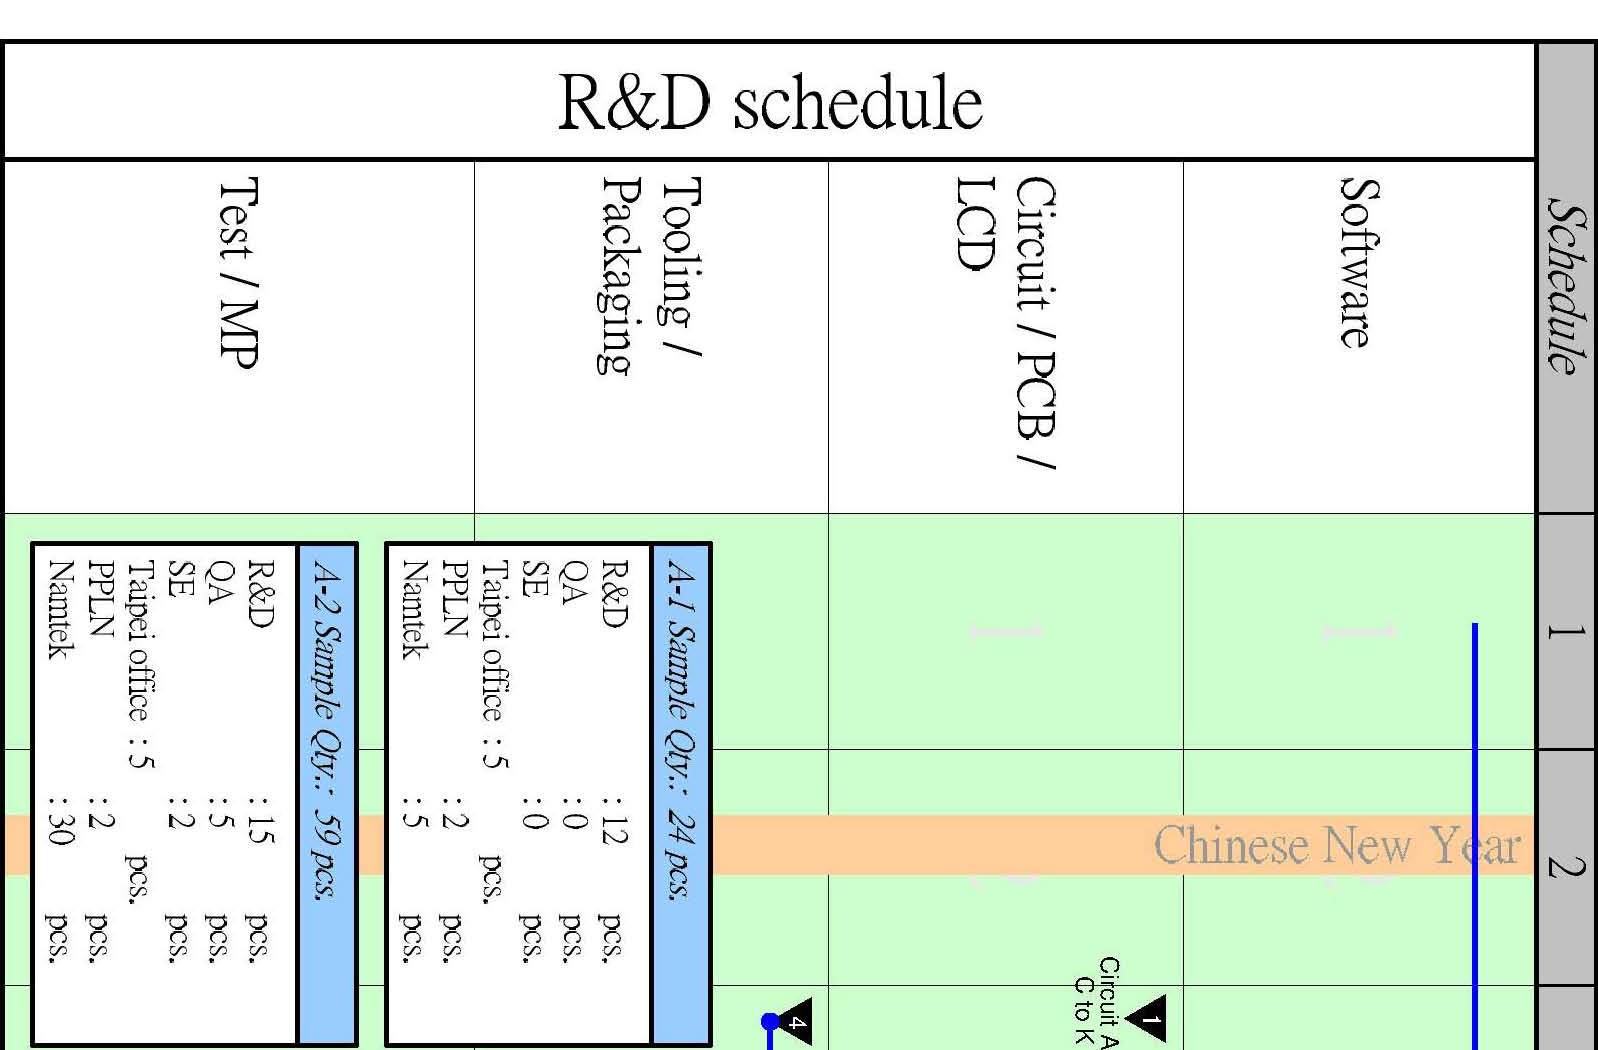 R&D schedule
Schedule
1
2
Software
Chinese New Year
Circuit / PCB /
LCD
1
Circuit A
C to K
Tooling /
Packaging
4
A-1 Sample Qty.: 24 pcs.
R&D : 12 pcs.
QA : 0 pcs.
SE : 0 pcs.
Taipei office : 5 pcs.
PPLN : 2 pcs.
Namtek : 5 pcs.
Test / MP
A-2 Sample Qty.: 59 pcs.
R&D : 15 pcs.
QA : 5 pcs.
SE : 2 pcs.
Taipei office : 5 pcs.
PPLN : 2 pcs.
Namtek : 30 pcs.